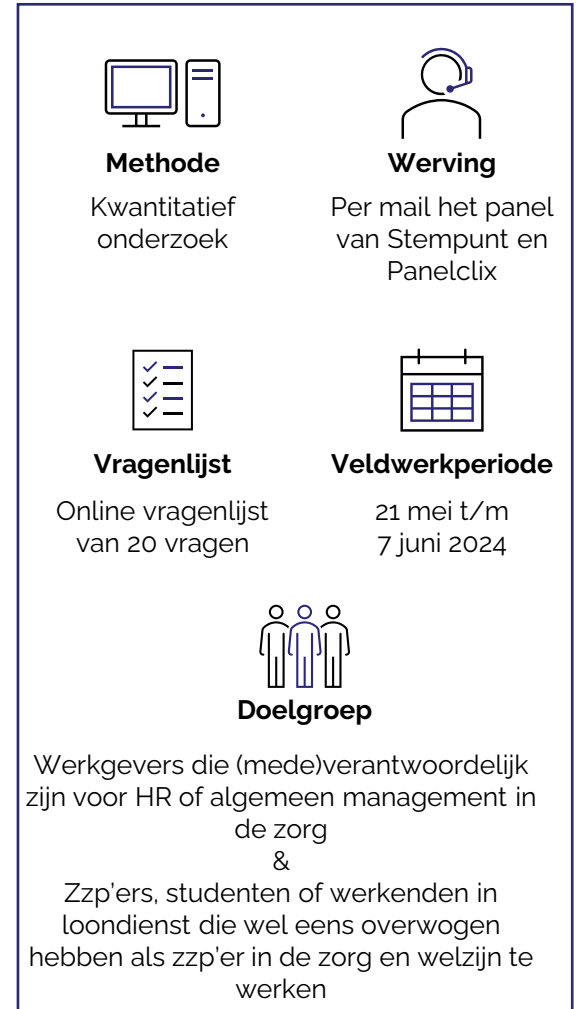 Methode
Kwantitatief
onderzoek
Werving
Per mail het panel
van Stempunt en
Panelclix
Vragenlijst
Online vragenlijst
van 20 vragen
Veldwerkperiode
21 mei t/m
7 juni 2024
Doelgroep
Werkgevers die (mede)verantwoordelijk
zijn voor HR of algemeen management in
de zorg
&
Zzp'ers, studenten of werkenden in
loondienst die wel eens overwogen
hebben als zzp'er in de zorg en welzijn te
werken